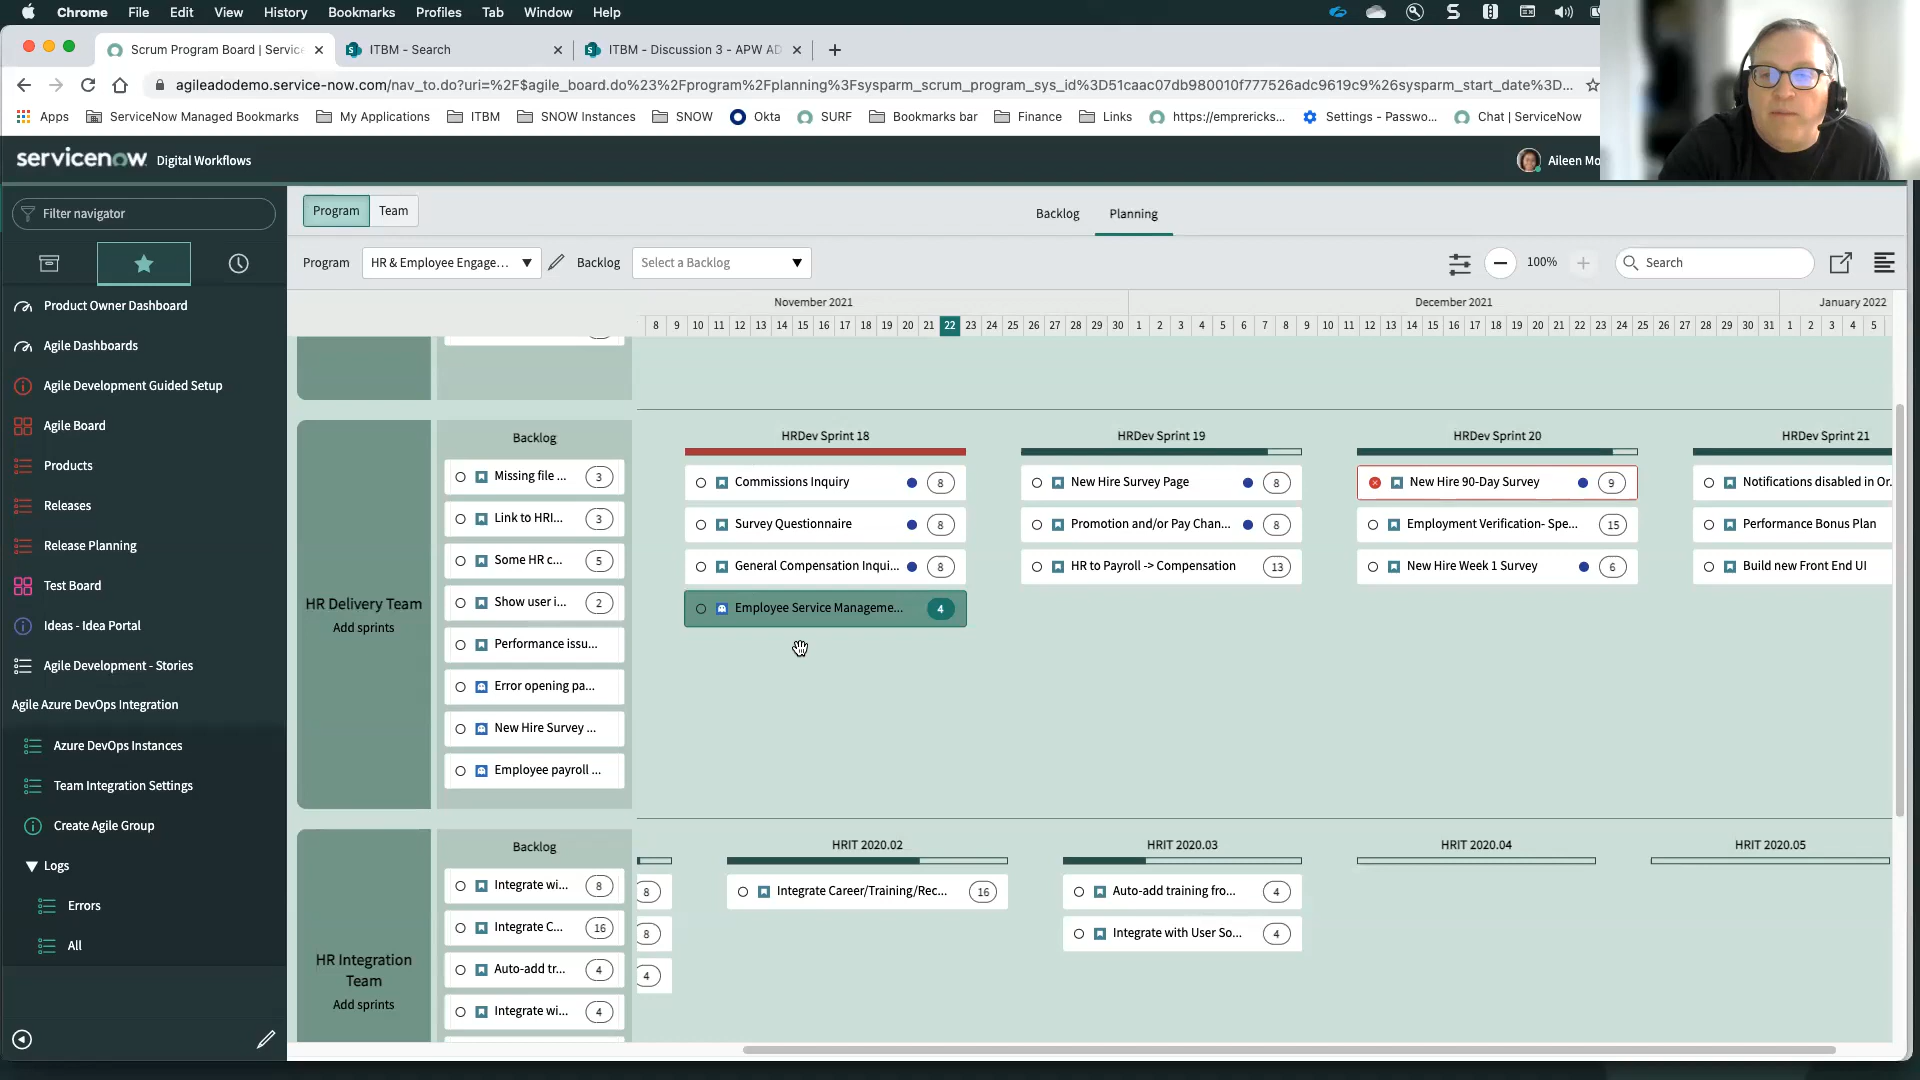 Chrome File Edit View History Bookmarks Profiles Tab Window Help
Scrum Program Board | Service
ITBM - Search
ITBM - Discussion 3 - APW AD
agileadodemo.service-now.com/nav_to.do?uri=%2F$agile_board.do%23%2Fprogram%2Fplanning%3Fsysparm_scrum_program_sys_id%3D51caac07db980010f777526adc9619c9%26sysparm_start_date%3D...
Apps ServiceNow Managed Bookmarks My Applications ITBM SNOW Instances SNOW Okta SURF Bookmarks bar Finance Links https://emprericks... Settings - Passwo... Chat | ServiceNow
servicenow Digital Workflows
Aileen Mo
Filter navigator
Product Owner Dashboard
Agile Dashboards
Agile Development Guided Setup
Agile Board
Products
Releases
Release Planning
Test Board
Ideas - Idea Portal
Agile Development - Stories
Agile Azure DevOps Integration
Azure DevOps Instances
Team Integration Settings
Create Agile Group
Logs
Errors
All
Program Team
Backlog Planning
Program HR & Employee Engage... Backlog Select a Backlog
100%
Search
November 2021 December 2021 January 2022
8 9 10 11 12 13 14 15 16 17 18 19 20 21 22 23 24 25 26 27 28 29 30 1 2 3 4 5 6 7 8 9 10 11 12 13 14 15 16 17 18 19 20 21 22 23 24 25 26 27 28 29 30 31 1 2 3 4 5
HR Delivery Team
Add sprints
Backlog
Missing file ... 3
Link to HRI... 3
Some HR c... 5
Show user i... 2
Performance issu...
Error opening pa...
New Hire Survey ...
Employee payroll ...
HRDev Sprint 18
Commissions Inquiry 8
Survey Questionnaire 8
General Compensation Inqui... 8
Employee Service Manageme... 4
HRDev Sprint 19
New Hire Survey Page 8
Promotion and/or Pay Chan... 8
HR to Payroll -> Compensation 13
HRDev Sprint 20
New Hire 90-Day Survey 9
Employment Verification- Spe... 15
New Hire Week 1 Survey 6
HRDev Sprint 21
Notifications disabled in Or.
Performance Bonus Plan
Build new Front End UI
HR Integration
Team
Add sprints
Backlog
Integrate wi... 8
Integrate C... 16
Auto-add tr... 4
Integrate wi... 4
8
8
4
HRIT 2020.02
Integrate Career/Training/Rec... 16
HRIT 2020.03
Auto-add training fro... 4
Integrate with User So... 4
HRIT 2020.04
HRIT 2020.05